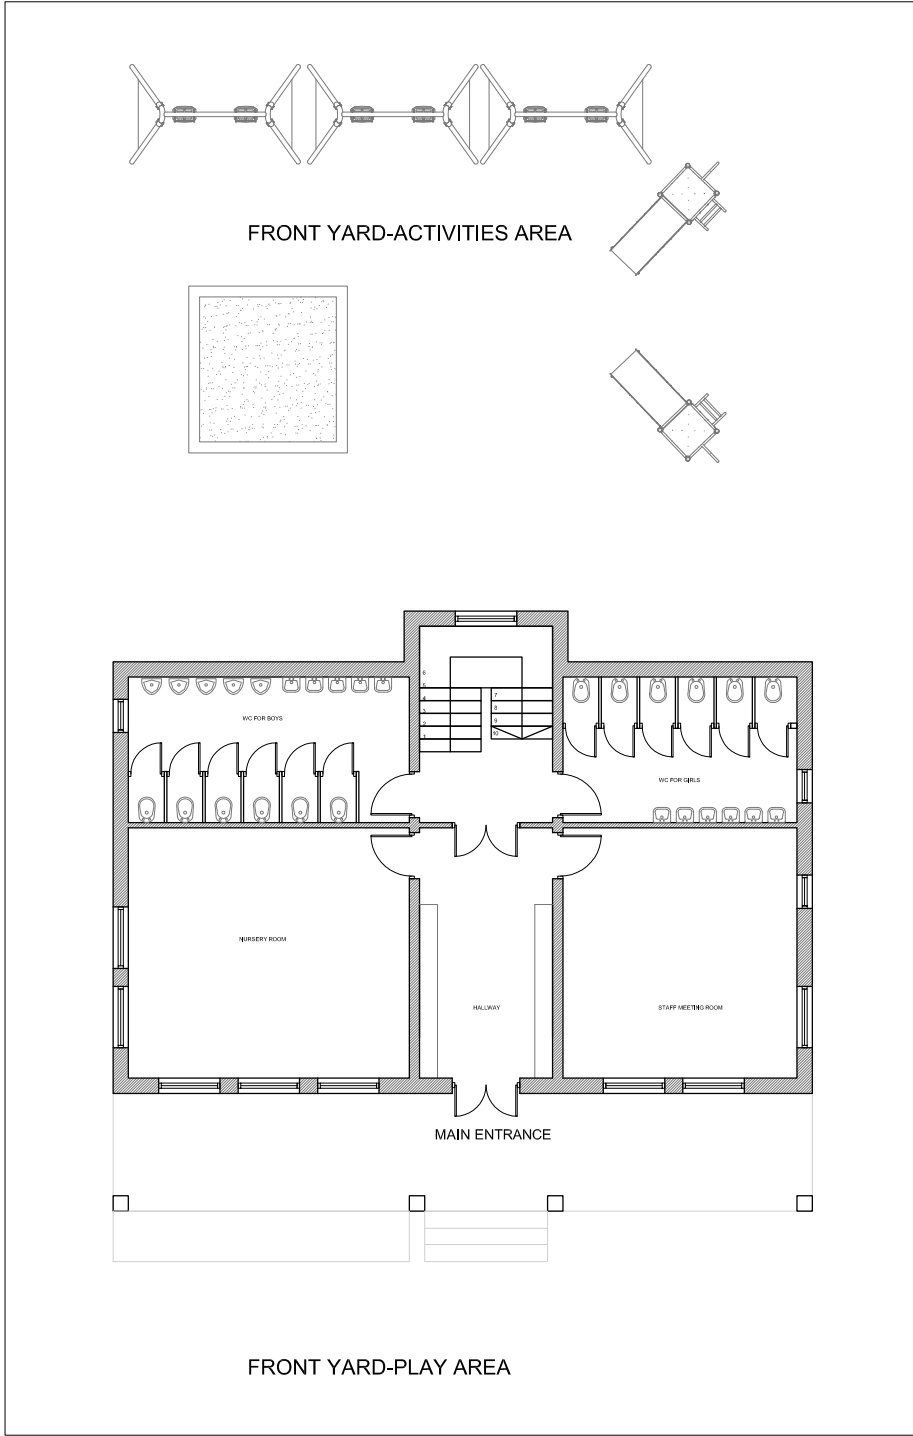 FRONT YARD-ACTIVITIES AREA
6
5
4
3
2
1
7
8
9
10
WC FOR BOYS
WC FOR GIRLS
NURSERY ROOM
HALLWAY
STAFF MEETING ROOM
MAIN ENTRANCE
FRONT YARD-PLAY AREA